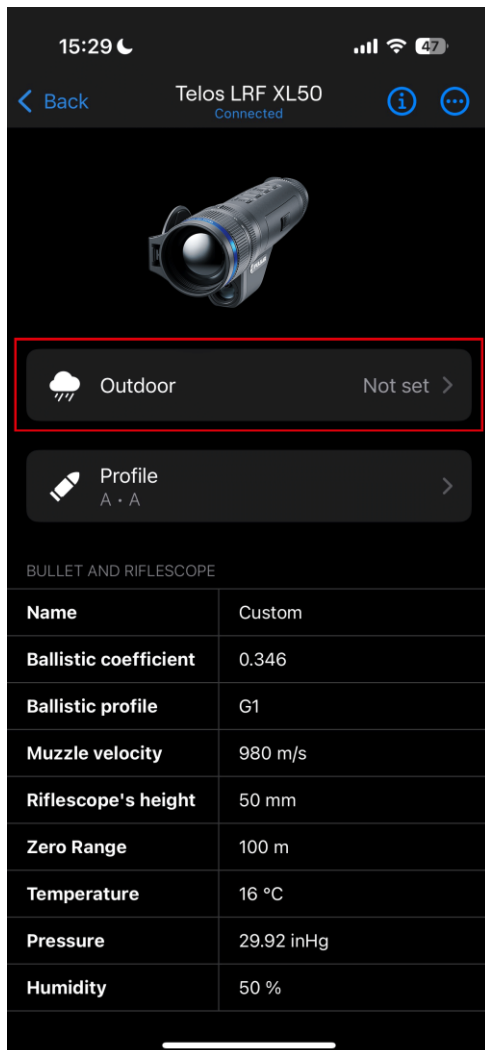 15:29
47
Back
Telos LRF XL50
Connected
Outdoor
Not set
Profile
A • A
BULLET AND RIFLESCOPE
Name Custom
Ballistic coefficient 0.346
Ballistic profile G1
Muzzle velocity 980 m/s
Riflescope's height 50 mm
Zero Range 100 m
Temperature 16 °C
Pressure 29.92 inHg
Humidity 50 %